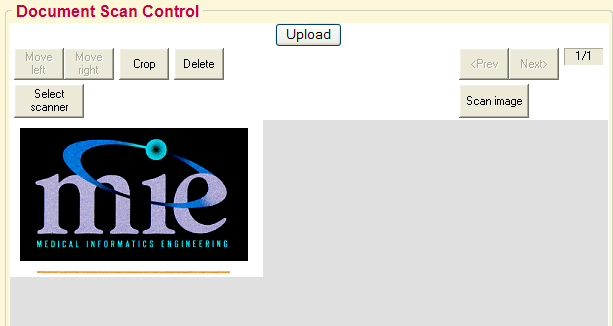 Document Scan Control
Upload
Move left
Move right
Crop
Delete
<Prev
Next>
1/1
Select scanner
Scan image
mie
MEDICAL INFORMATICS ENGINEERING